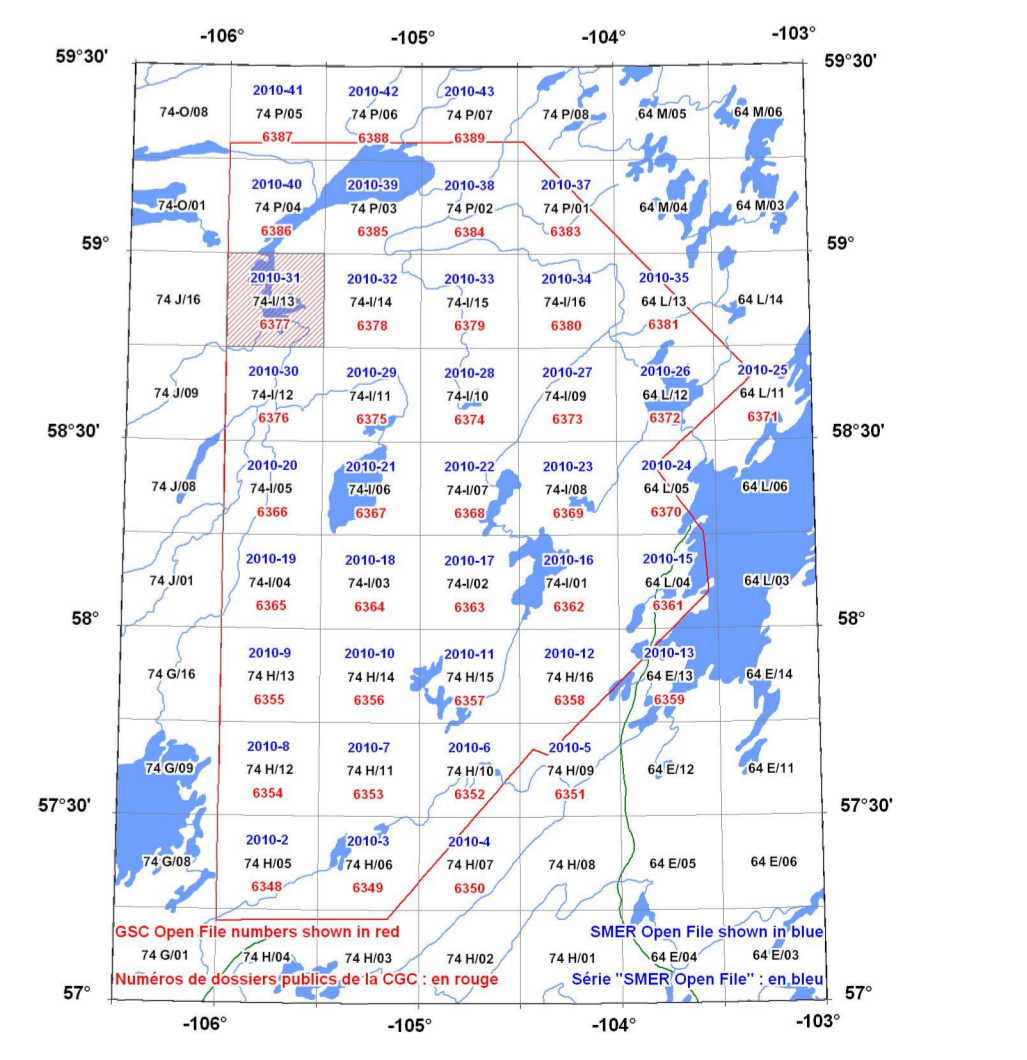 -106° -105° -104° -103°
59°30' 59°30'
2010-41 2010-42 2010-43
74-O/08 74 P/05 74 P/06 74 P/07 74 P/08 64 M/05 64 M/06
6387 6388 6389
2010-40 2010-39 2010-38 2010-37
74-O/01 74 P/04 74 P/03 74 P/02 74 P/01 64 M/04 64 M/03
6386 6385 6384 6383
59° 59°
2010-31 2010-32 2010-33 2010-34 2010-35
74 J/16 74-I/13 74-I/14 74-I/15 74-I/16 64 L/13 64 L/14
6377 6378 6379 6380 6381
2010-30 2010-29 2010-28 2010-27 2010-26 2010-25
74 J/09 74-I/12 74-I/11 74-I/10 74-I/09 64 L/12 64 L/11
6376 6375 6374 6373 6372 6371
58°30' 58°30'
2010-20 2010-21 2010-22 2010-23 2010-24
74 J/08 74-I/05 74-I/06 74-I/07 74-I/08 64 L/05 64 L/06
6366 6367 6368 6369 6370
2010-19 2010-18 2010-17 2010-16 2010-15
74 J/01 74-I/04 74-I/03 74-I/02 74-I/01 64 L/04 64 L/03
6365 6364 6363 6362 6361
58° 58°
2010-9 2010-10 2010-11 2010-12 2010-13
74 G/16 74 H/13 74 H/14 74 H/15 74 H/16 64 E/13 64 E/14
6355 6356 6357 6358 6359
2010-8 2010-7 2010-6 2010-5
74 G/09 74 H/12 74 H/11 74 H/10 74 H/09 64 E/12 64 E/11
6354 6353 6352 6351
57°30' 57°30'
2010-2 2010-3 2010-4
74 G/08 74 H/05 74 H/06 74 H/07 74 H/08 64 E/05 64 E/06
6348 6349 6350
GSC Open File numbers shown in red SMER Open File shown in blue
74 G/01 74 H/04 74 H/03 74 H/02 74 H/01 64 E/04 64 E/03
Numéros de dossiers publics de la CGC : en rouge Série "SMER Open File" : en bleu
57° 57°
-106° -105° -104° -103°